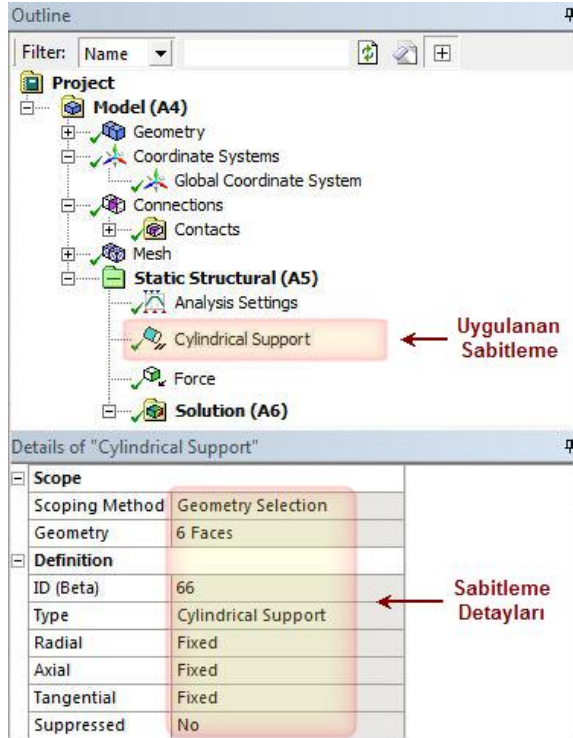 Outline
Filter: Name
Project
Model (A4)
Geometry
Coordinate Systems
Global Coordinate System
Connections
Contacts
Mesh
Static Structural (A5)
Analysis Settings
Cylindrical Support
Uygulanan
Sabitleme
Force
Solution (A6)
Details of "Cylindrical Support"
Scope
Scoping Method Geometry Selection
Geometry 6 Faces
Definition
ID (Beta) 66
Type Cylindrical Support
Radial Fixed
Axial Fixed
Tangential Fixed
Suppressed No
Sabitleme
Detayları